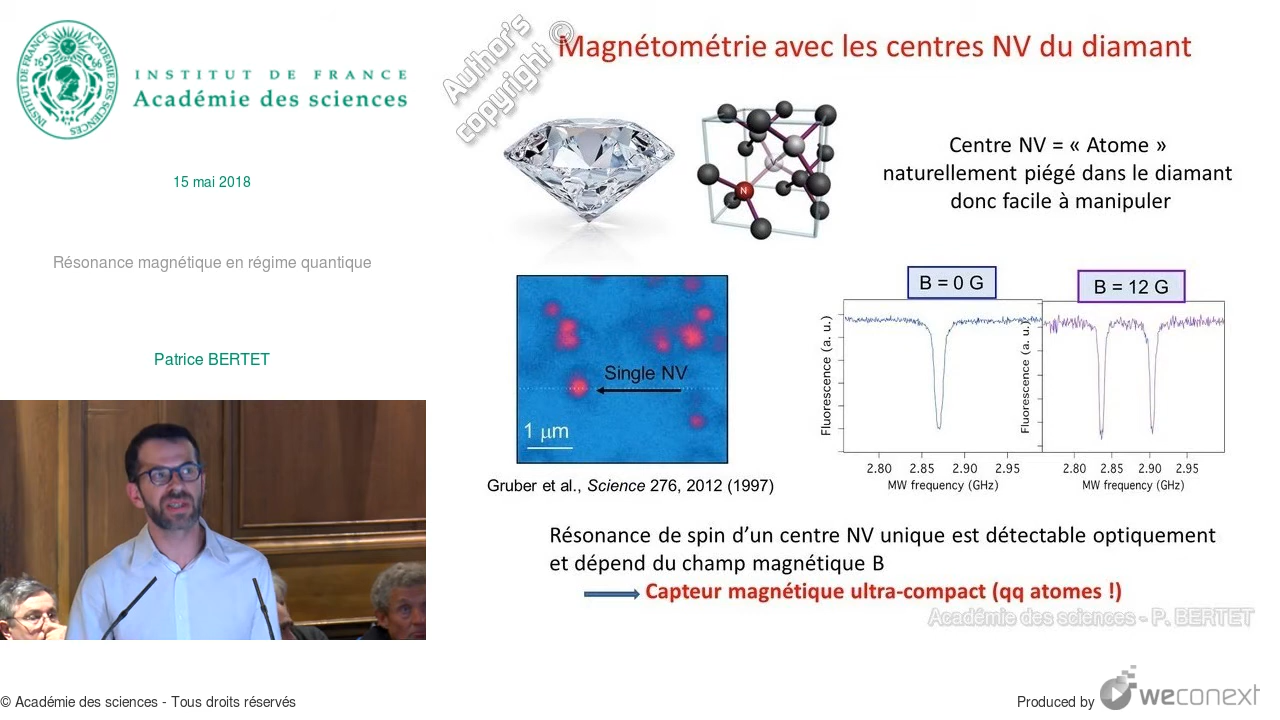 INSTITUT DE FRANCE
Académie des sciences
15 mai 2018
Résonance magnétique en régime quantique
Patrice BERTET
Author's
copyright ©
Magnétométrie avec les centres NV du diamant
N
Centre NV = « Atome »
naturellement piégé dans le diamant
donc facile à manipuler
Single NV
1 μm
Gruber et al., Science 276, 2012 (1997)
B = 0 G
Fluorescence (a. u.)
2.80 2.85 2.90 2.95
MW frequency (GHz)
B = 12 G
Fluorescence (a. u.)
2.80 2.85 2.90 2.95
MW frequency (GHz)
Résonance de spin d’un centre NV unique est détectable optiquement
et dépend du champ magnétique B
Capteur magnétique ultra-compact (qq atomes !)
Académie des sciences - P. BERTET
© Académie des sciences - Tous droits réservés
Produced by weconext